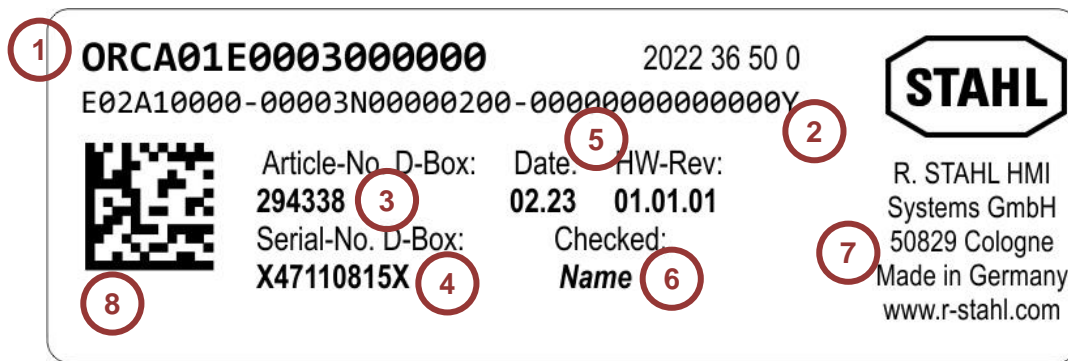 1
ORCA01E0003000000 2022 36 50 0
E02A10000-00003N00000200-00000000000000Y
2
STAHL
5
Article-No. D-Box: Date: HW-Rev:
294338 3 02.23 01.01.01
Serial-No. D-Box: Checked:
X47110815X 4 Name 6
8
R. STAHL HMI
Systems GmbH
7 50829 Cologne
Made in Germany
www.r-stahl.com